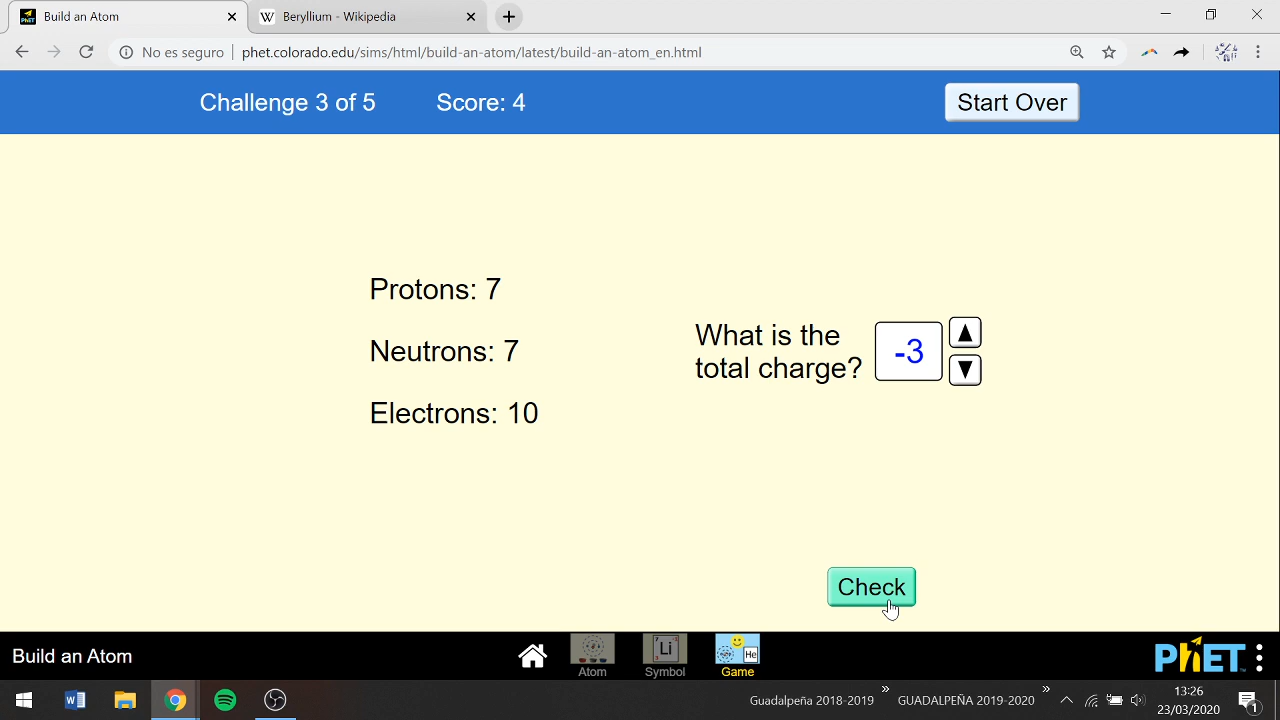 Build an Atom
Beryllium - Wikipedia
No es seguro | phet.colorado.edu/sims/html/build-an-atom/latest/build-an-atom_en.html
Challenge 3 of 5 Score: 4 Start Over
Protons: 7
Neutrons: 7
Electrons: 10
What is the
total charge?
-3
Check
Build an Atom
Atom
Li
Symbol
He
Game
PhET
Guadalpeña 2018-2019 » GUADALPEÑA 2019-2020 »
13:26
23/03/2020
1